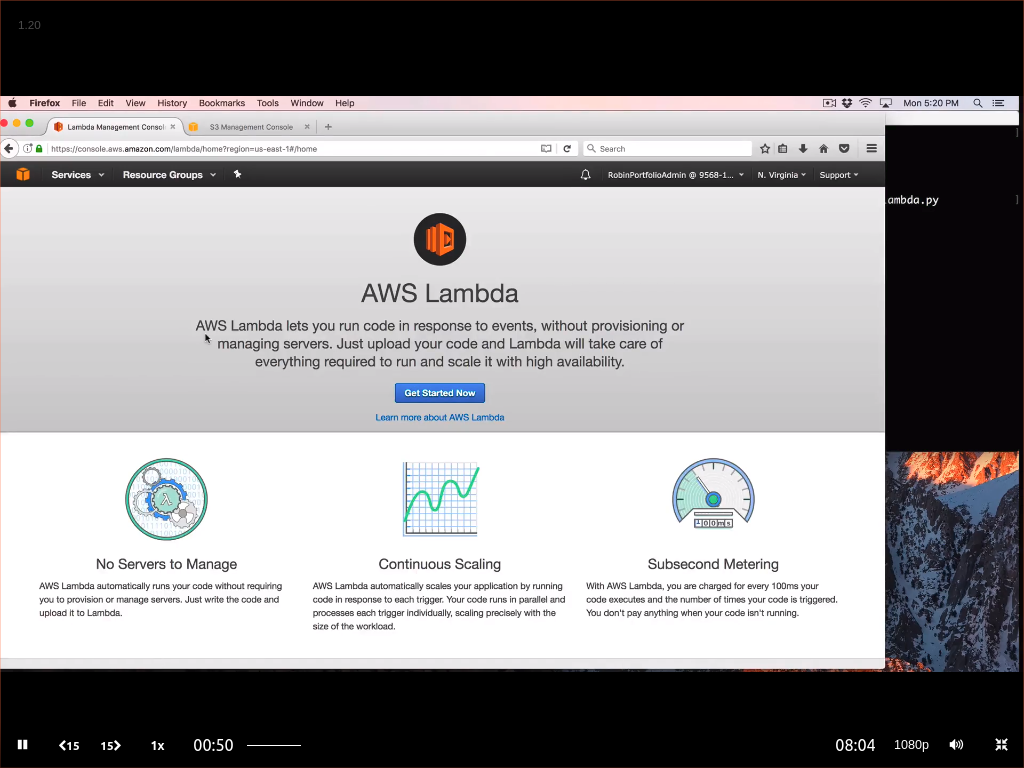 1.20
Firefox File Edit View History Bookmarks Tools Window Help Mon 5:20 PM
Lambda Management Consol × S3 Management Console × +
https://console.aws.amazon.com/lambda/home?region=us-east-1#/home Search
Services Resource Groups RobinPortfolioAdmin @ 9568-1... N. Virginia Support
ambda.py
AWS Lambda
AWS Lambda lets you run code in response to events, without provisioning or
managing servers. Just upload your code and Lambda will take care of
everything required to run and scale it with high availability.
Get Started Now
Learn more about AWS Lambda
No Servers to Manage
AWS Lambda automatically runs your code without requiring
you to provision or manage servers. Just write the code and
upload it to Lambda.
Continuous Scaling
AWS Lambda automatically scales your application by running
code in response to each trigger. Your code runs in parallel and
processes each trigger individually, scaling precisely with the
size of the workload.
Subsecond Metering
With AWS Lambda, you are charged for every 100ms your
code executes and the number of times your code is triggered.
You don't pay anything when your code isn't running.
15 15 1x 00:50 08:04 1080p